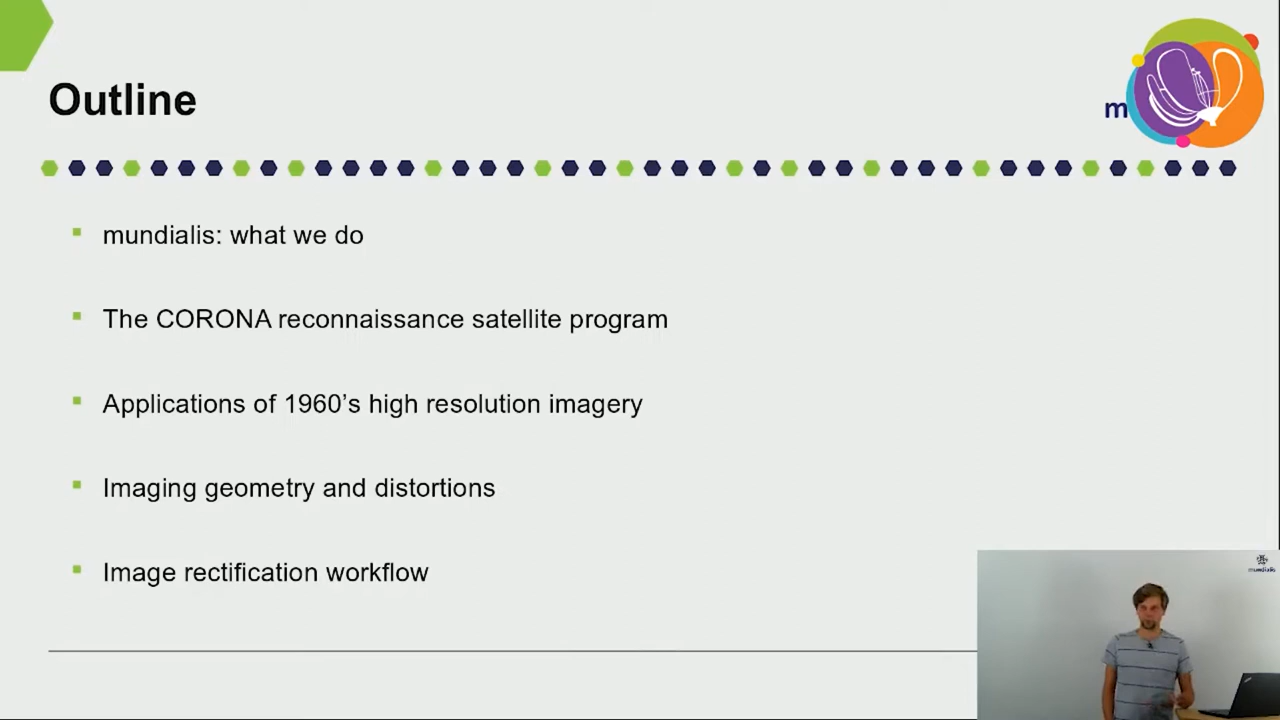 Outline
m
mundialis: what we do
The CORONA reconnaissance satellite program
Applications of 1960’s high resolution imagery
Imaging geometry and distortions
Image rectification workflow
mundialis